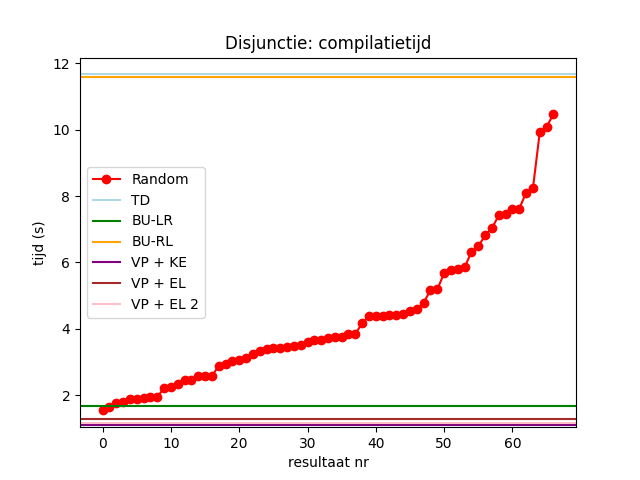 Disjunctie: compilatietijd
12
10
8
6
4
2
tijd (s)
Random
TD
BU-LR
BU-RL
VP + KE
VP + EL
VP + EL 2
0 10 20 30 40 50 60
resultaat nr